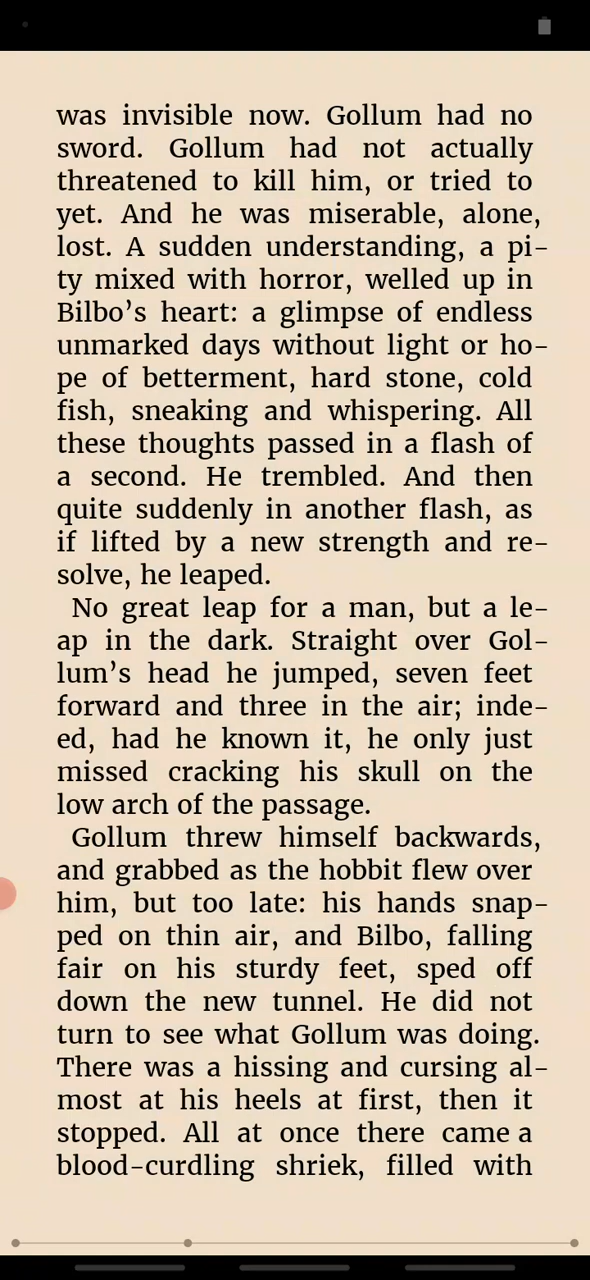 was invisible now. Gollum had no
sword. Gollum had not actually
threatened to kill him, or tried to
yet. And he was miserable, alone,
lost. A sudden understanding, a pi-
ty mixed with horror, welled up in
Bilbo's heart: a glimpse of endless
unmarked days without light or ho-
pe of betterment, hard stone, cold
fish, sneaking and whispering. All
these thoughts passed in a flash of
a second. He trembled. And then
quite suddenly in another flash, as
if lifted by a new strength and re-
solve, he leaped.
No great leap for a man, but a le-
ap in the dark. Straight over Gol-
lum's head he jumped, seven feet
forward and three in the air; inde-
ed, had he known it, he only just
missed cracking his skull on the
low arch of the passage.
Gollum threw himself backwards,
and grabbed as the hobbit flew over
him, but too late: his hands snap-
ped on thin air, and Bilbo, falling
fair on his sturdy feet, sped off
down the new tunnel. He did not
turn to see what Gollum was doing.
There was a hissing and cursing al-
most at his heels at first, then it
stopped. All at once there came a
blood-curdling shriek, filled with